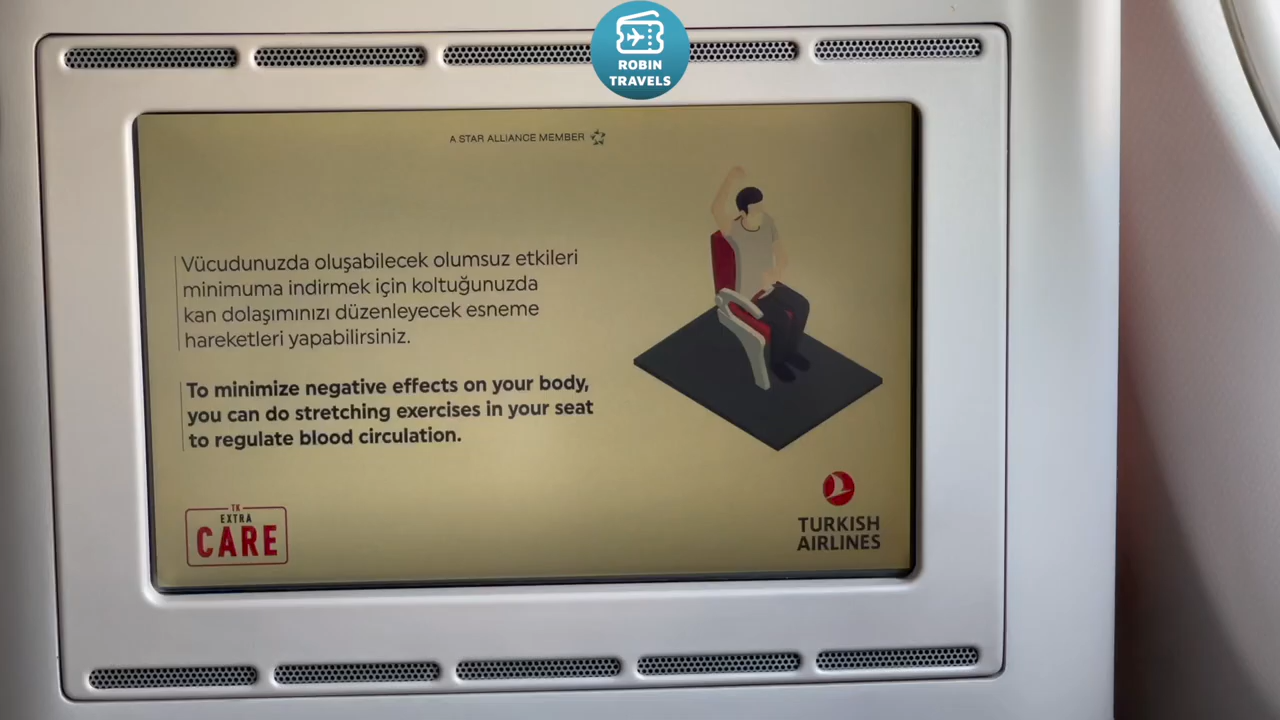 ROBIN
TRAVELS
A STAR ALLIANCE MEMBER
Vücudunuzda oluşabilecek olumsuz etkileri
minimuma indirmek için koltuğunuzda
kan dolaşımınızı düzenleyecek esneme
hareketleri yapabilirsiniz.
To minimize negative effects on your body,
you can do stretching exercises in your seat
to regulate blood circulation.
TK
EXTRA
CARE
TURKISH
AIRLINES